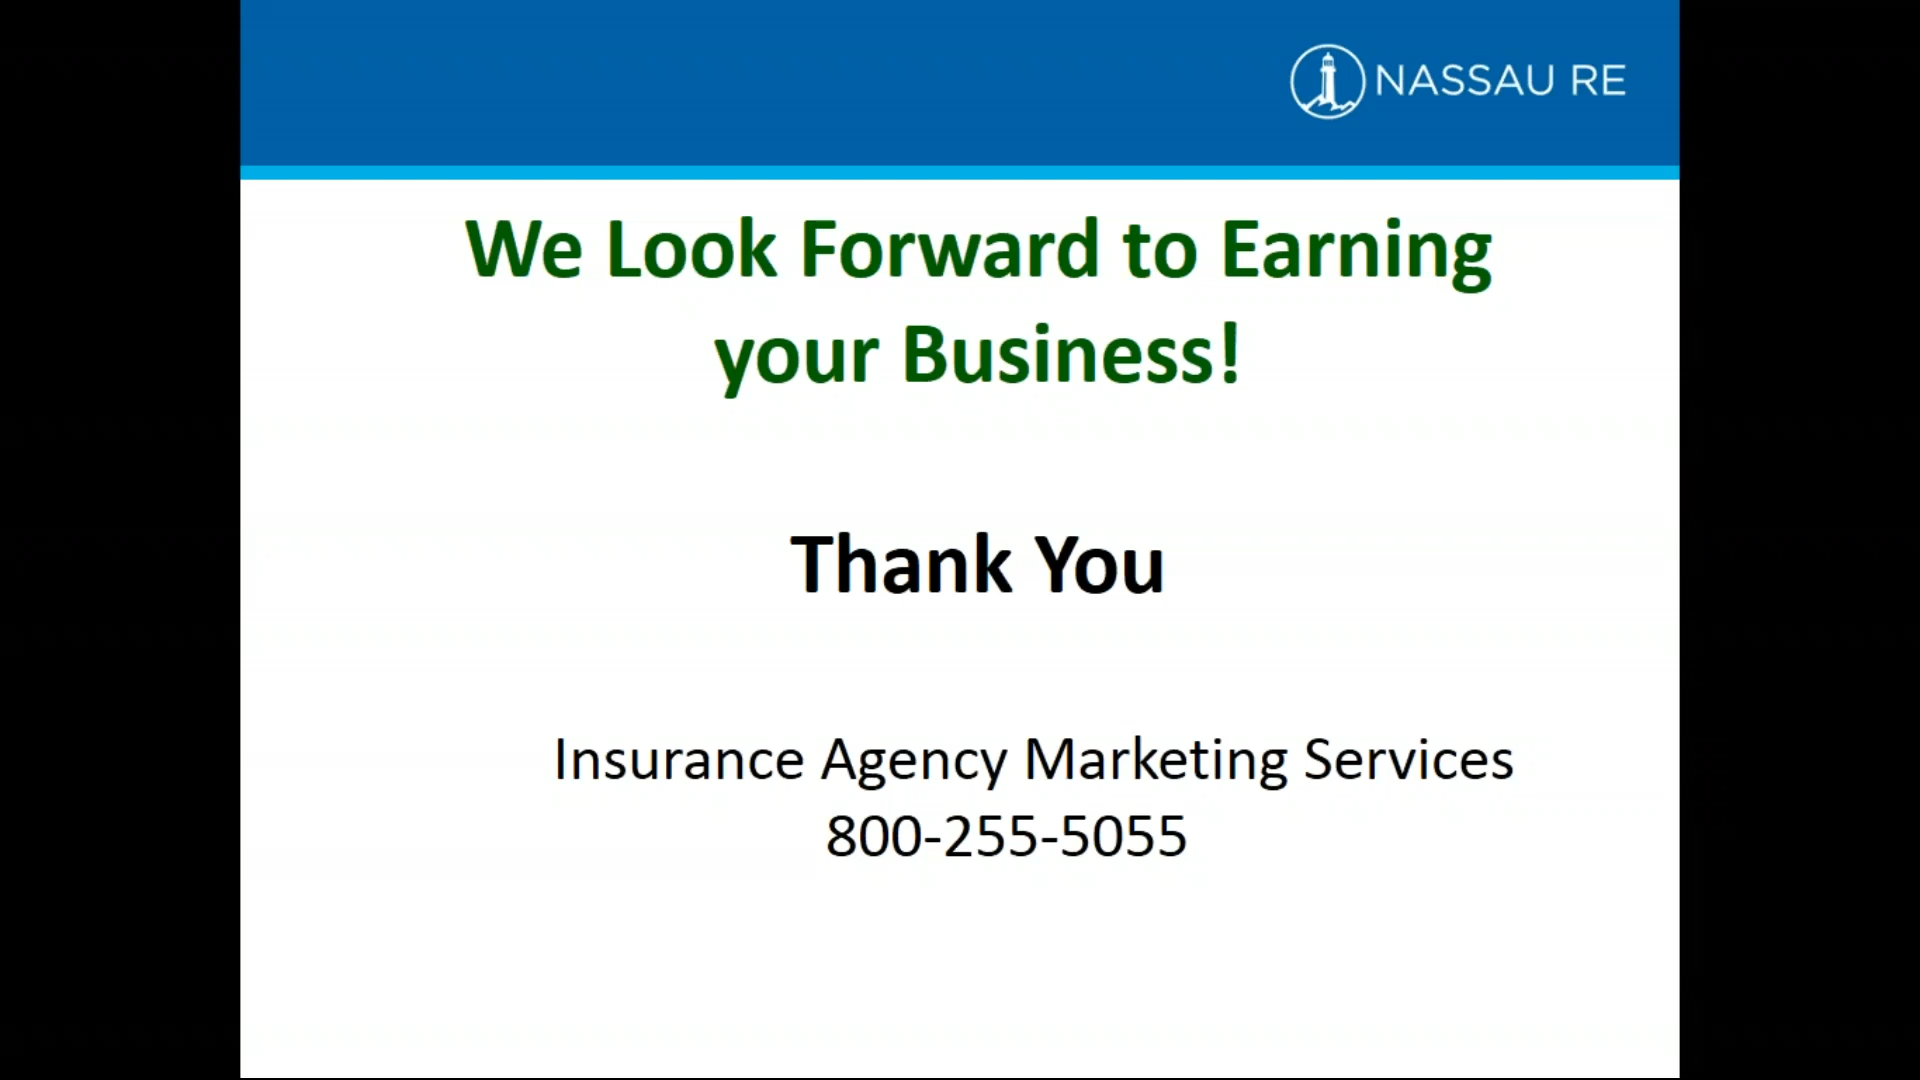 NASSAU RE
We Look Forward to Earning
your Business!
Thank You
Insurance Agency Marketing Services
800-255-5055